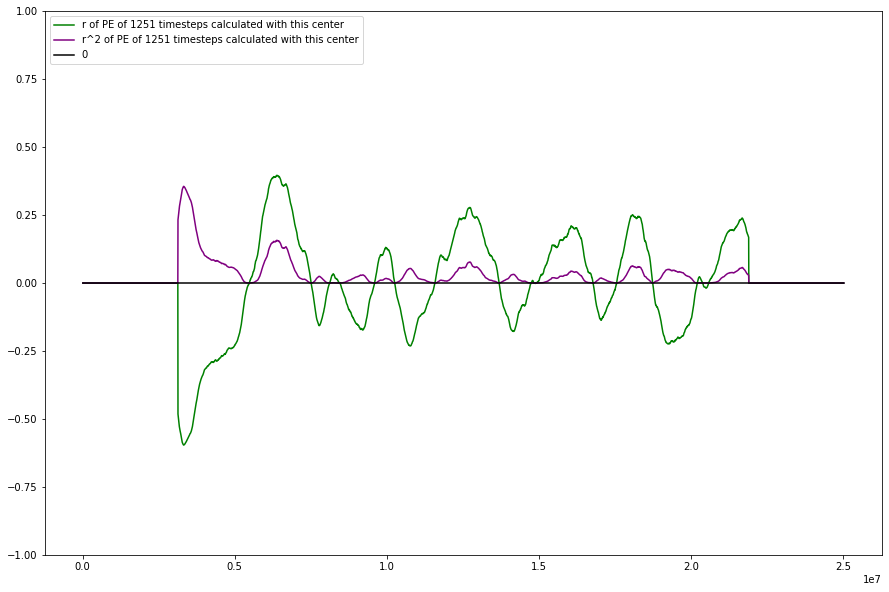 r of PE of 1251 timesteps calculated with this center
r^2 of PE of 1251 timesteps calculated with this center
0
1.00
0.75
0.50
0.25
0.00
−0.25
−0.50
−0.75
−1.00
0.0 0.5 1.0 1.5 2.0 2.5
1e7